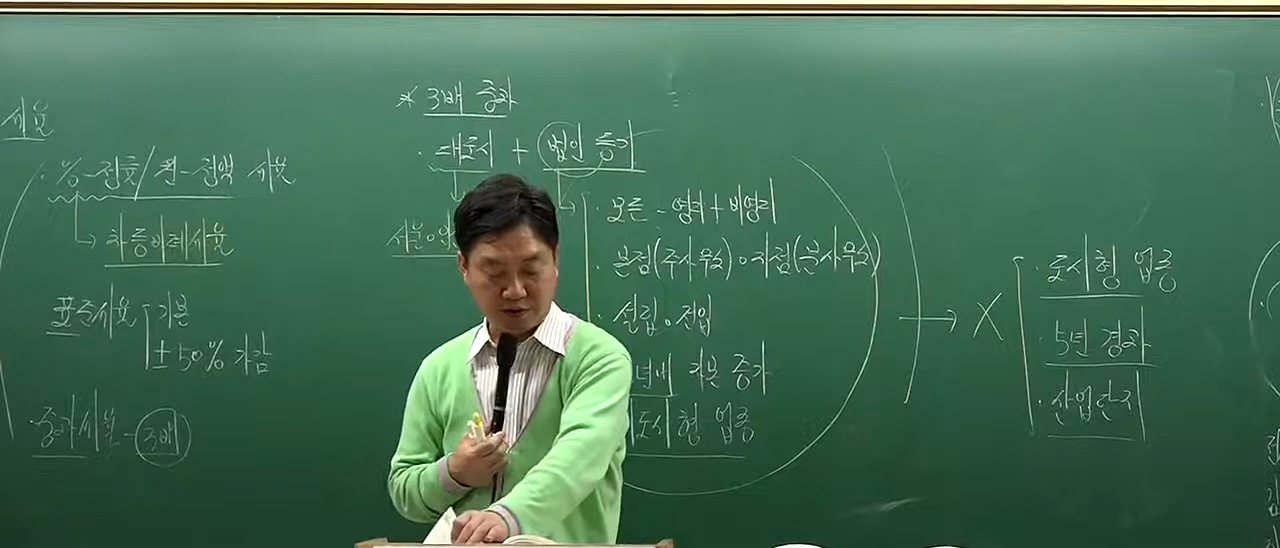 세율
% - 정률 / 천 - 정액 세율
차등비례세율
표준세율 기본
± 50% 가감
중과세율 - 3배
* 3배 중과
· 대도시 + 법인 등기
· 모든 - 영리 + 비영리
· 본점(주사무소)。지점(분사무소)
· 설립。전입
년내 자본 증가
도시형 업종
→ X
· 도시형 업종
5년 경과
· 산업단지